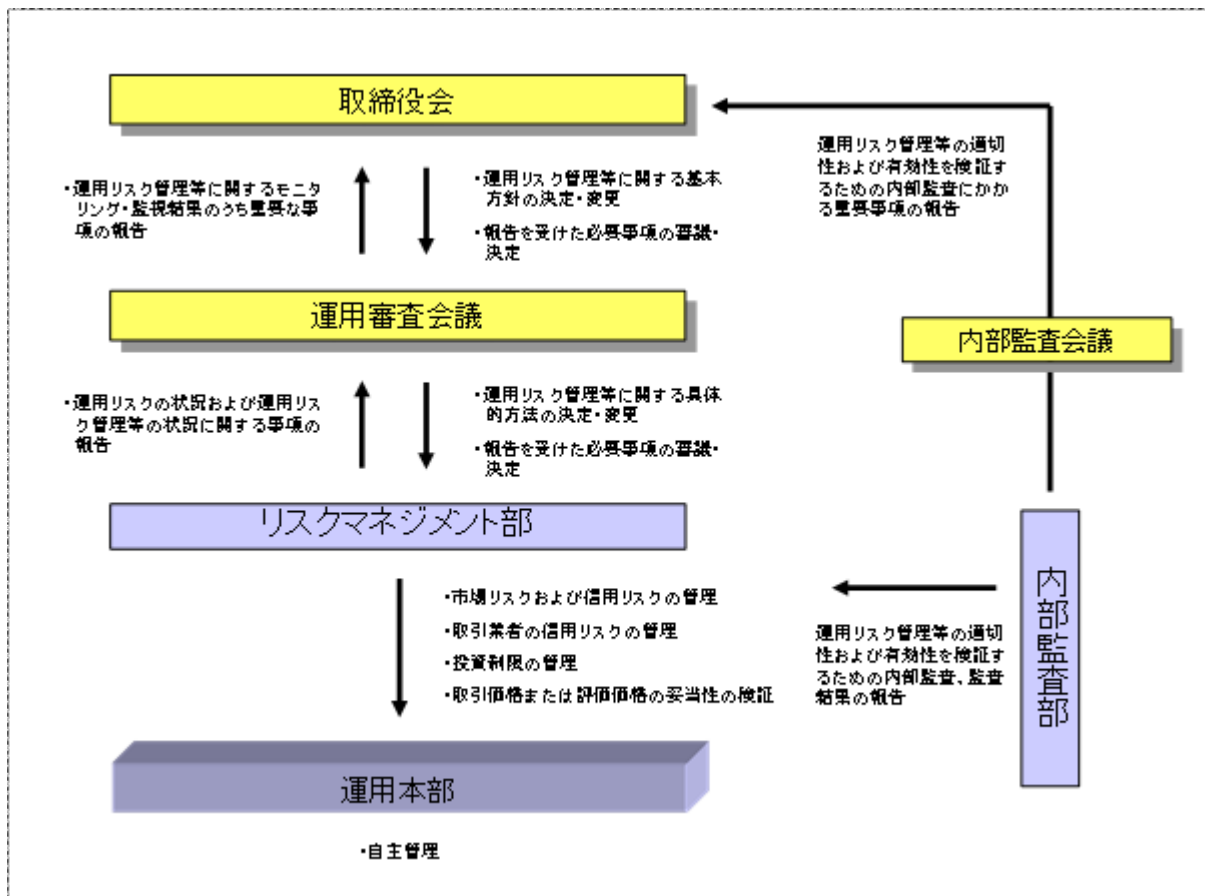 取締役会
・運用リスク管理等に関するモニ
タリング・監視結果のうち重要な事
項の報告
・運用リスク管理等に関する基本
方針の決定・変更
・報告を受けた必要事項の審議・
決定
運用リスク管理等の適切
性および有効性を検証す
るための内部監査にかか
る重要事項の報告
運用審査会議
内部監査会議
・運用リスクの状況および運用リス
ク管理等の状況に関する事項の
報告
・運用リスク管理等に関する具体
的方法の決定・変更
・報告を受けた必要事項の審議・
決定
リスクマネジメント部
内部監査部
・市場リスクおよび信用リスクの管理
・取引業者の信用リスクの管理
・投資制限の管理
・取引価格または評価価格の妥当性の検証
運用リスク管理等の適切
性および有効性を検証す
るための内部監査、監査
結果の報告
運用本部
・自主管理